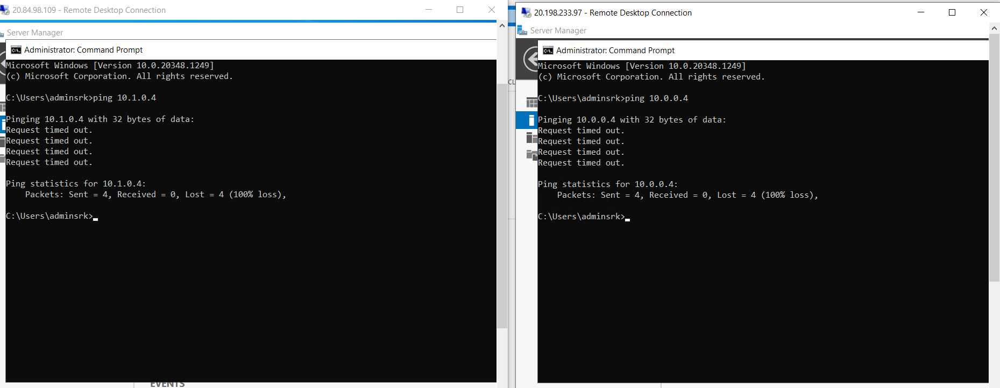 20.84.98.109 - Remote Desktop Connection
Server Manager
Administrator: Command Prompt
Microsoft Windows [Version 10.0.20348.1249]
(c) Microsoft Corporation. All rights reserved.
C:\Users\adminsrk>ping 10.1.0.4
Pinging 10.1.0.4 with 32 bytes of data:
Request timed out.
Request timed out.
Request timed out.
Request timed out.
Ping statistics for 10.1.0.4:
Packets: Sent = 4, Received = 0, Lost = 4 (100% loss),
C:\Users\adminsrk>
EVENTS
CL
20.198.233.97 - Remote Desktop Connection
Server Manager
Administrator: Command Prompt
Microsoft Windows [Version 10.0.20348.1249]
(c) Microsoft Corporation. All rights reserved.
C:\Users\adminsrk>ping 10.0.0.4
Pinging 10.0.0.4 with 32 bytes of data:
Request timed out.
Request timed out.
Request timed out.
Request timed out.
Ping statistics for 10.0.0.4:
Packets: Sent = 4, Received = 0, Lost = 4 (100% loss),
C:\Users\adminsrk>